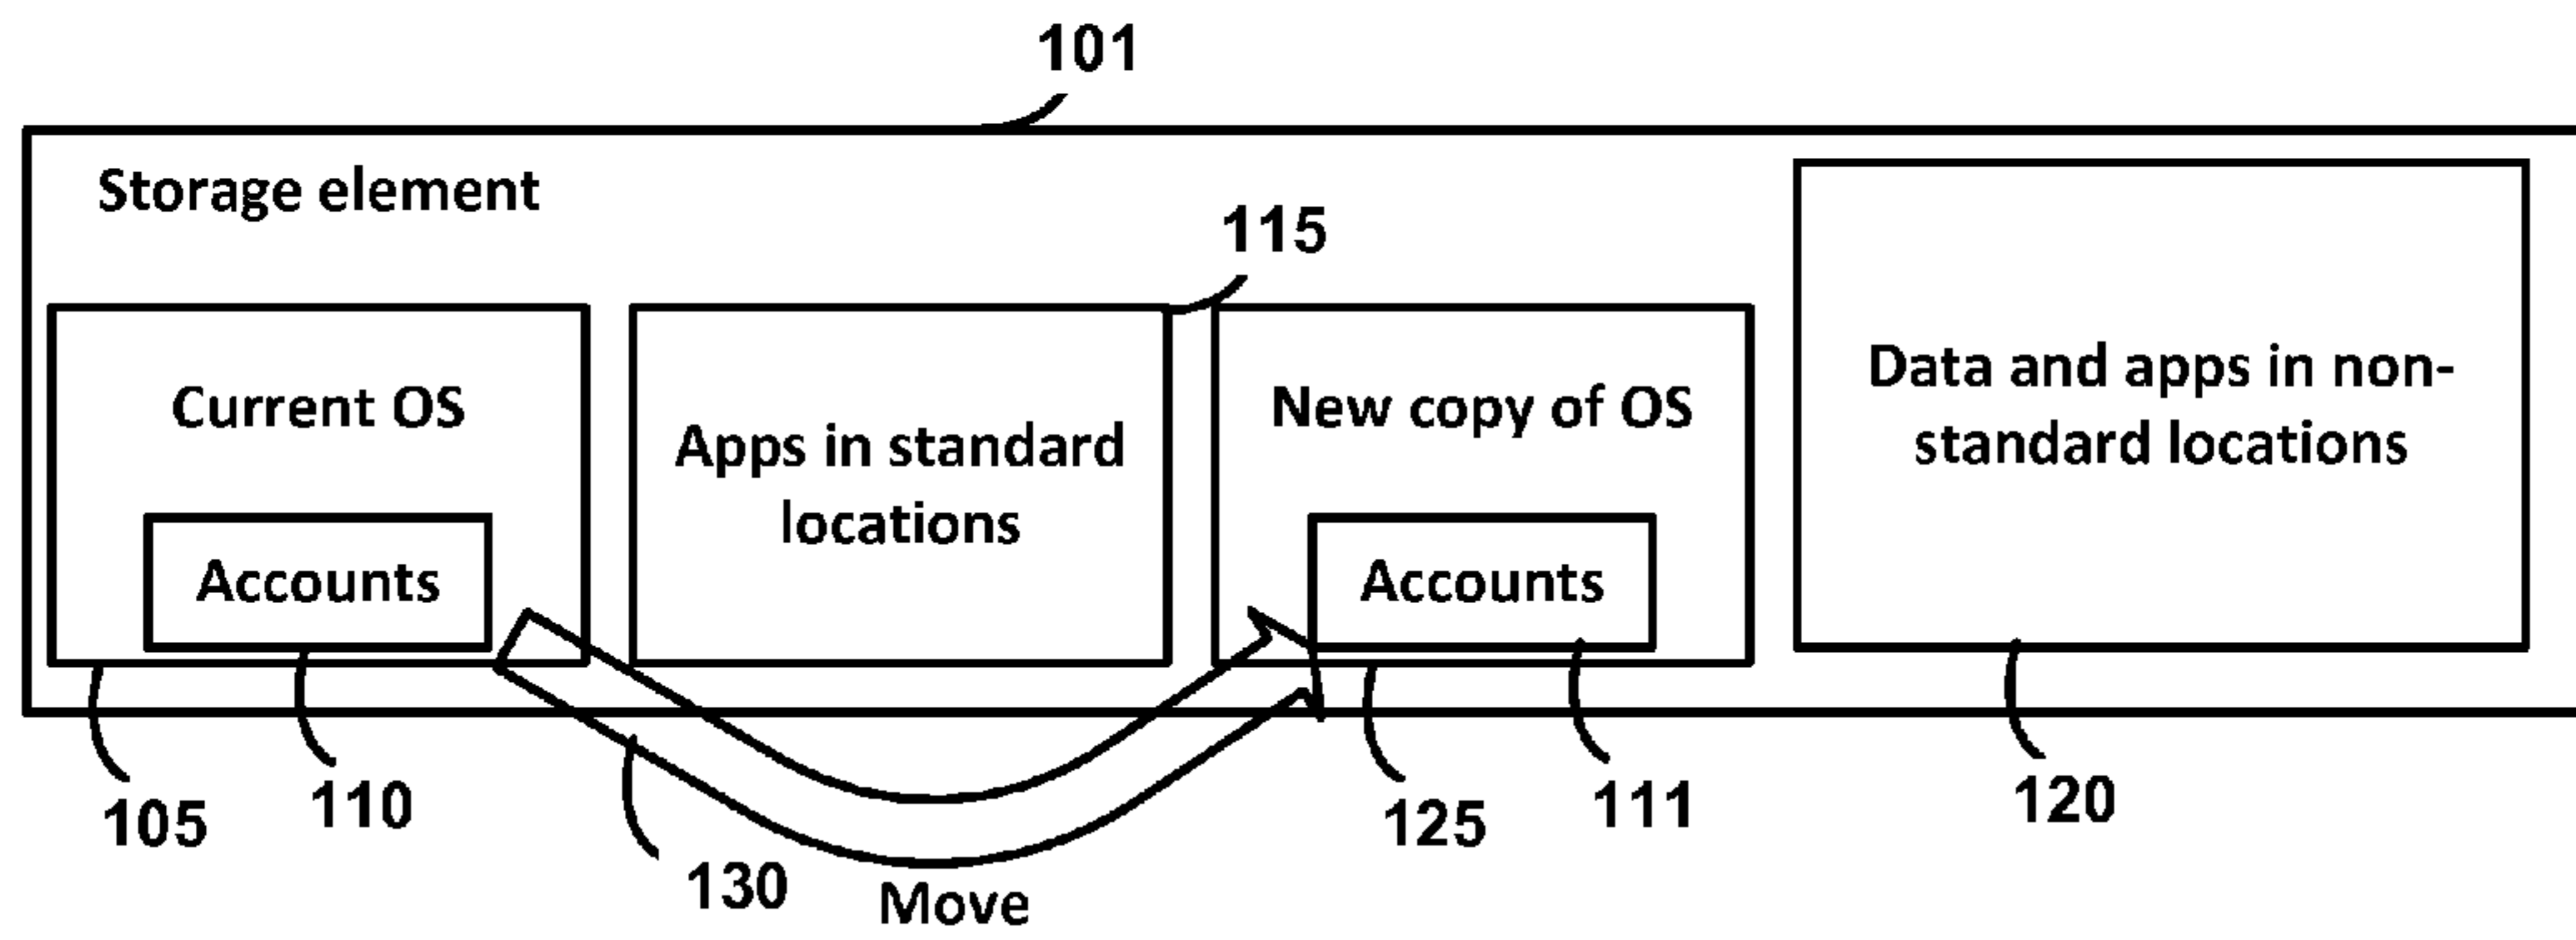 101
Storage element
115
Current OS
Accounts
Apps in standard
locations
New copy of OS
Accounts
Data and apps in non-
standard locations
105
110
130
Move
125
111
120